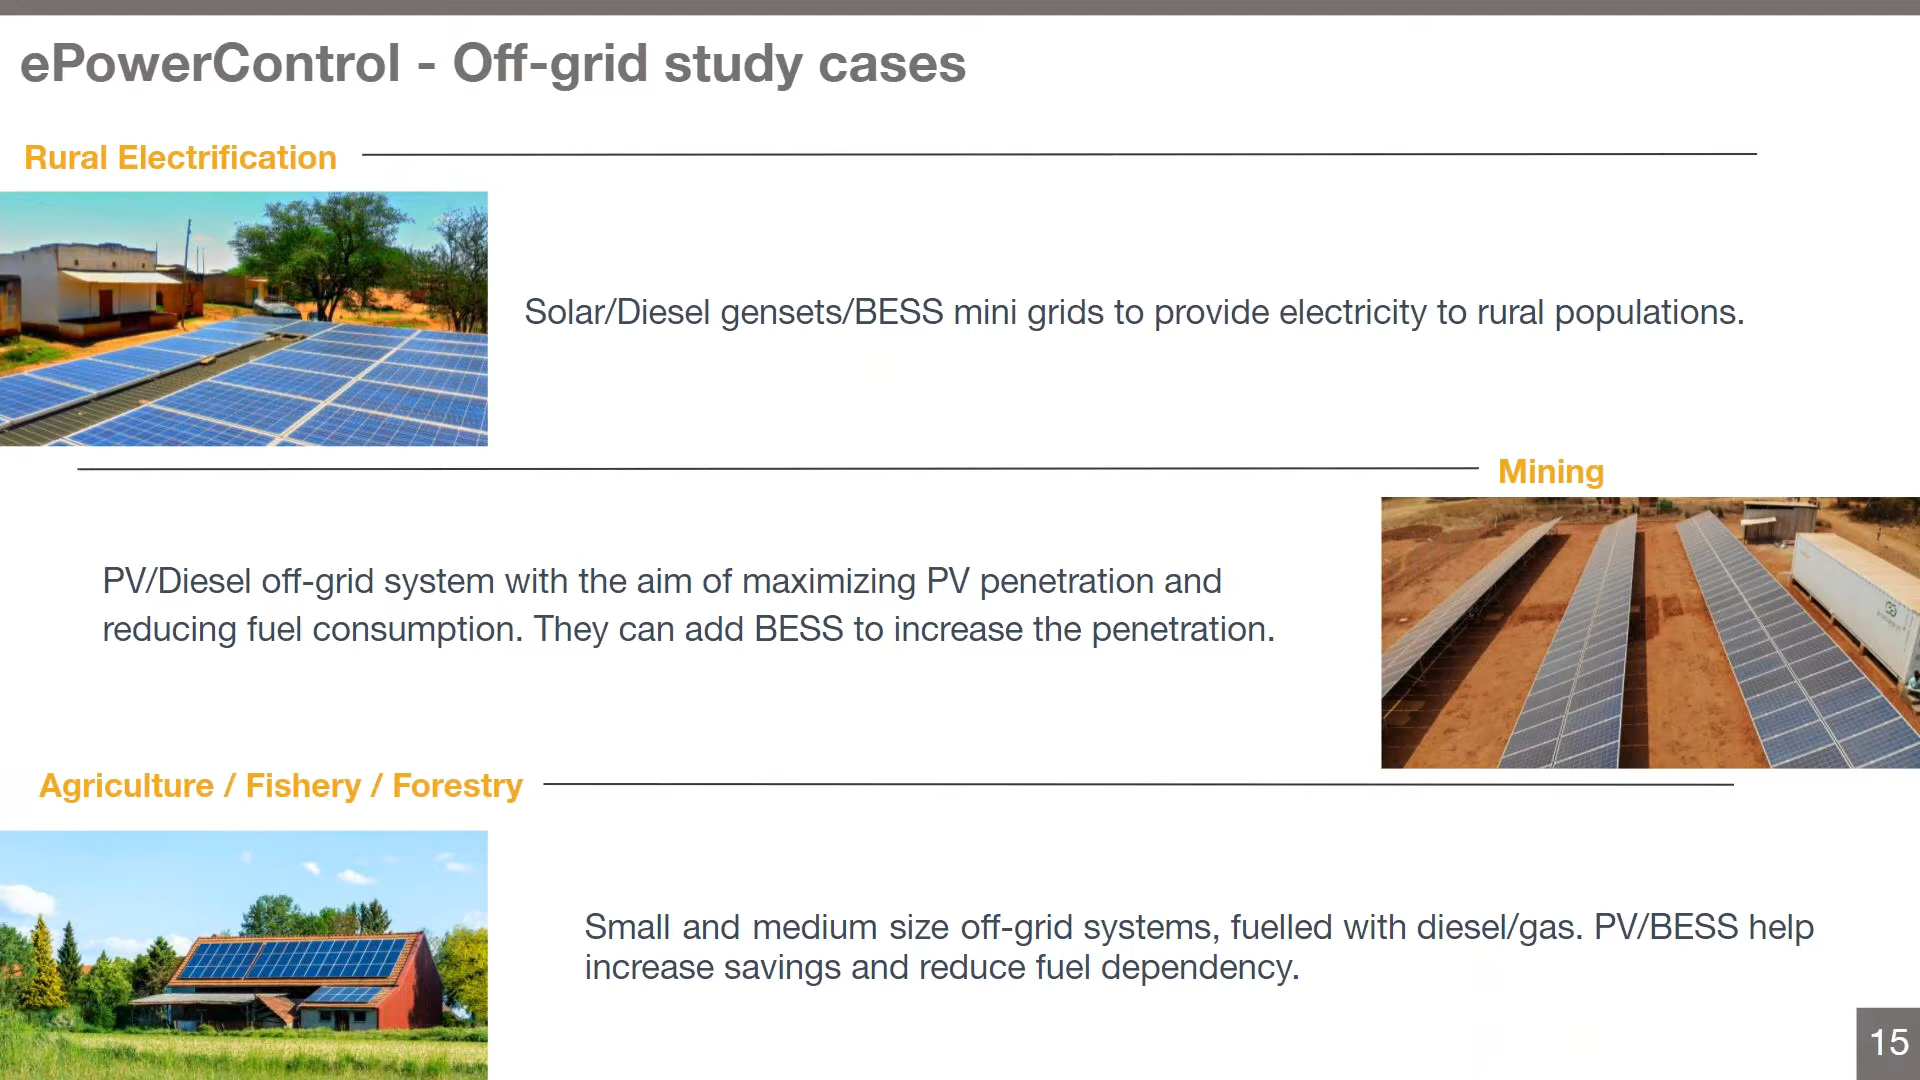 ePowerControl - Off-grid study cases
Rural Electrification
Solar/Diesel gensets/BESS mini grids to provide electricity to rural populations.
Mining
PV/Diesel off-grid system with the aim of maximizing PV penetration and
reducing fuel consumption. They can add BESS to increase the penetration.
Agriculture / Fishery / Forestry
Small and medium size off-grid systems, fuelled with diesel/gas. PV/BESS help
increase savings and reduce fuel dependency.
15